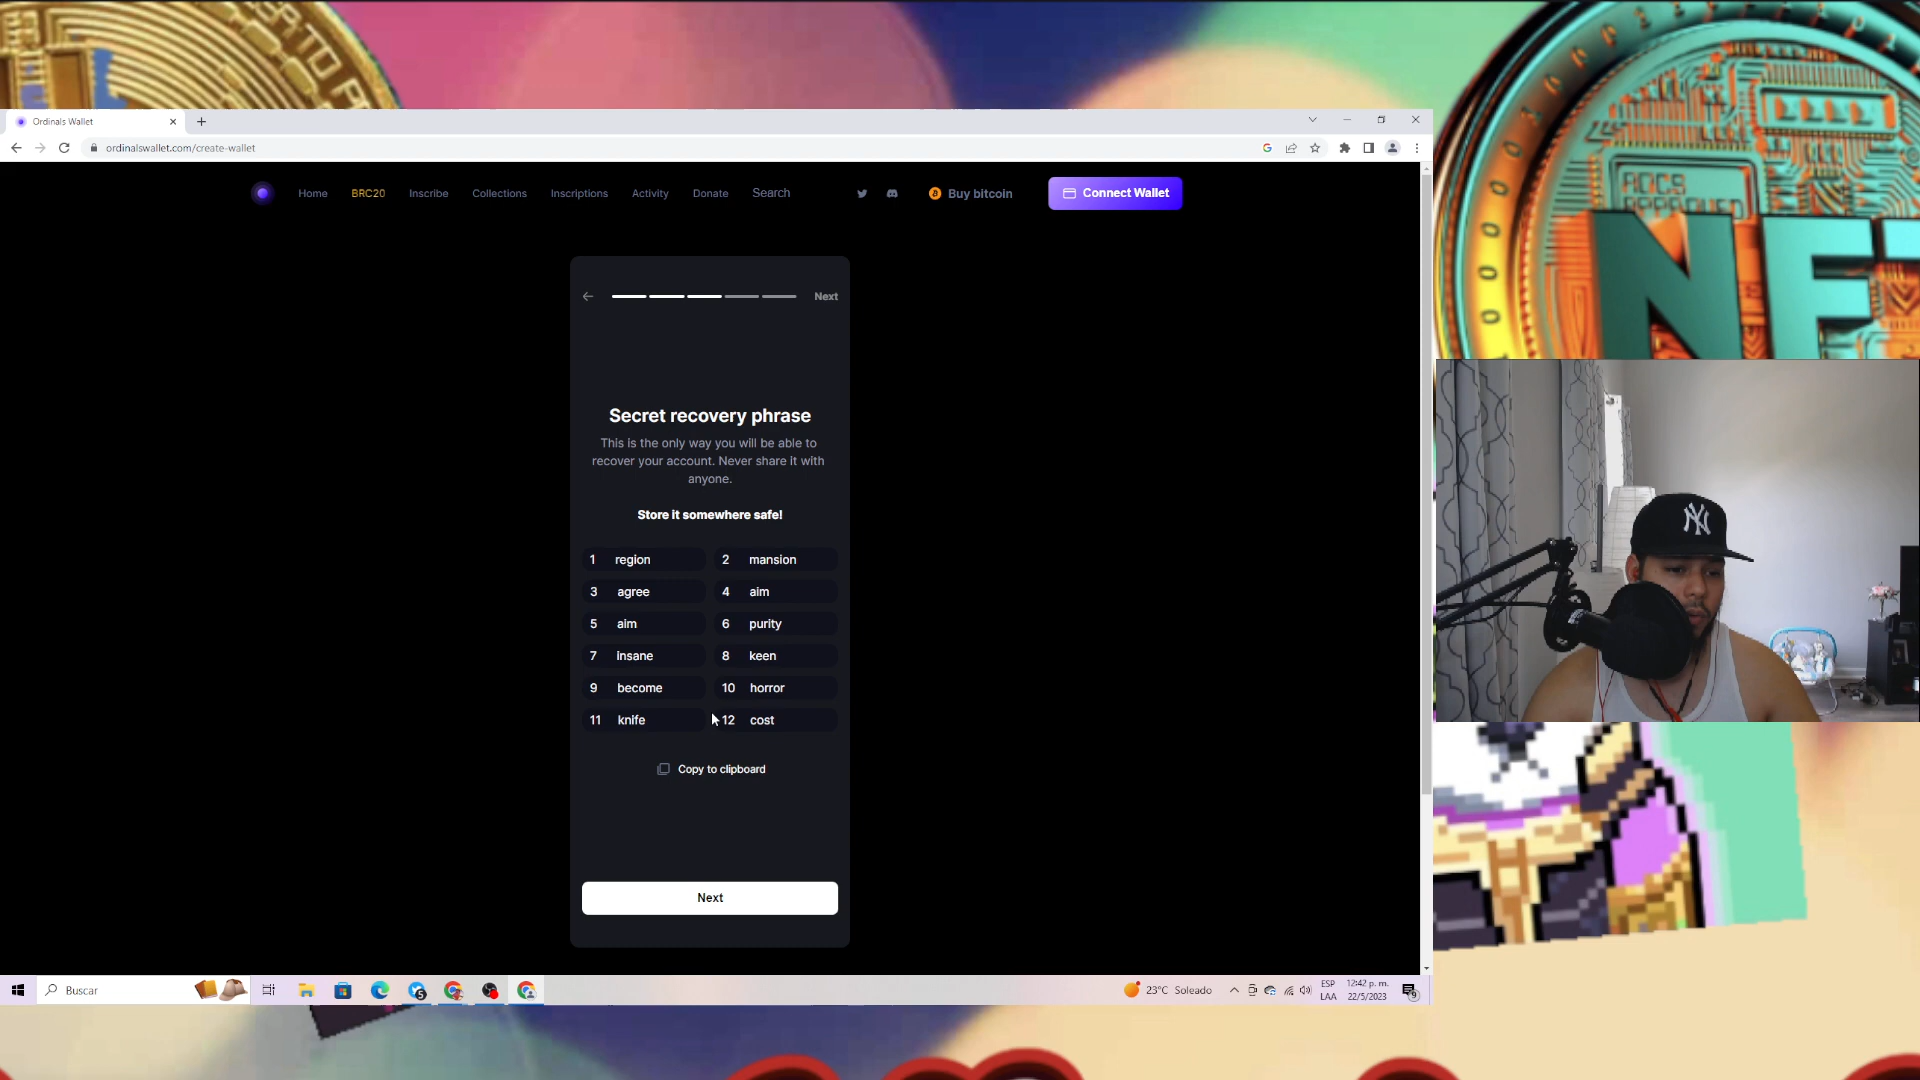 Ordinals Wallet
ordinalswallet.com/create-wallet
Home BRC20 Inscribe Collections Inscriptions Activity Donate Search Buy bitcoin Connect Wallet
Next
Secret recovery phrase
This is the only way you will be able to
recover your account. Never share it with
anyone.
Store it somewhere safe!
1 region 2 mansion
3 agree 4 aim
5 aim 6 purity
7 insane 8 keen
9 become 10 horror
11 knife 12 cost
Copy to clipboard
Next
Buscar
23°C Soleado
ESP
LAA
12:42 p. m.
22/5/2023
NY